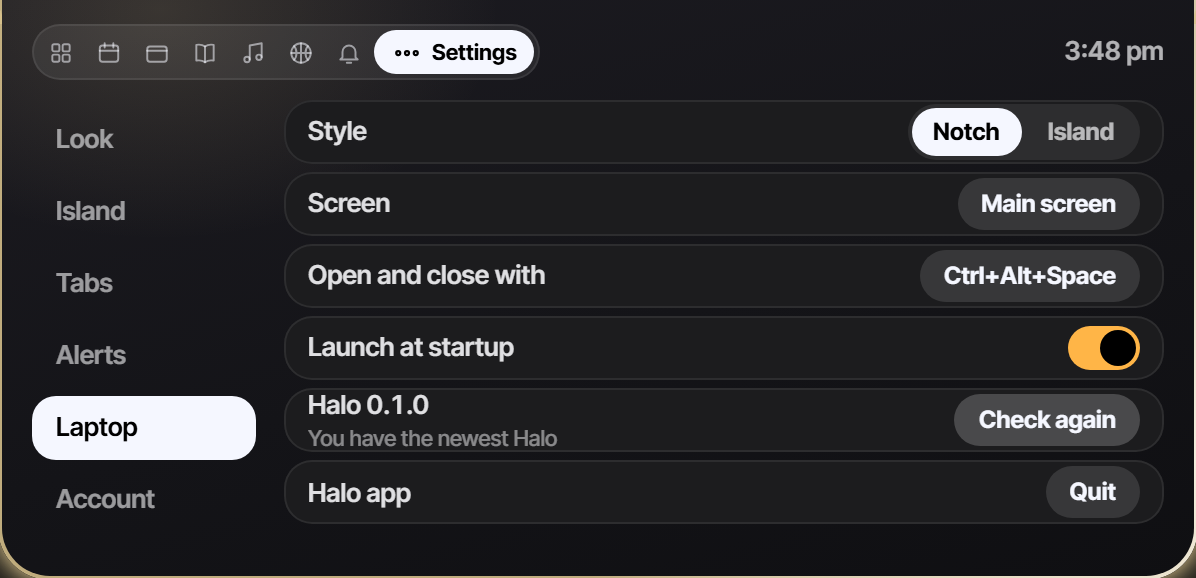 Settings
3:48 pm
Look
Island
Tabs
Alerts
Laptop
Account
Style
Notch Island
Screen
Main screen
Open and close with
Ctrl+Alt+Space
Launch at startup
Halo 0.1.0
You have the newest Halo
Check again
Halo app
Quit